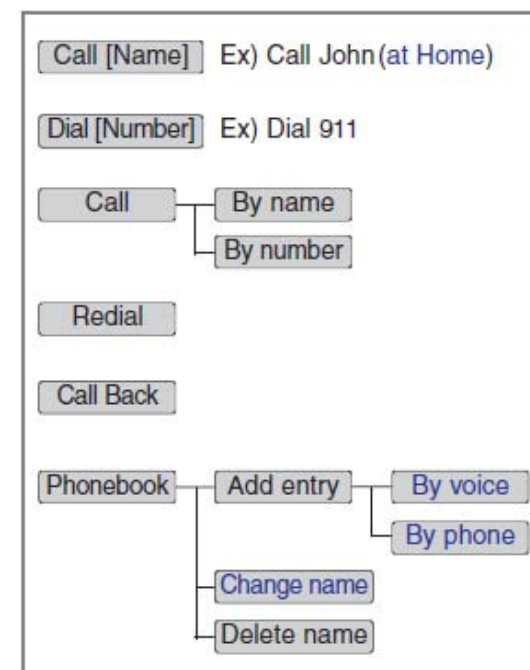 Call [Name] Ex) Call John(at Home)
Dial [Number] Ex) Dial 911
Call By name
By number
Redial
Call Back
Phonebook Add entry By voice
By phone
Change name
Delete name